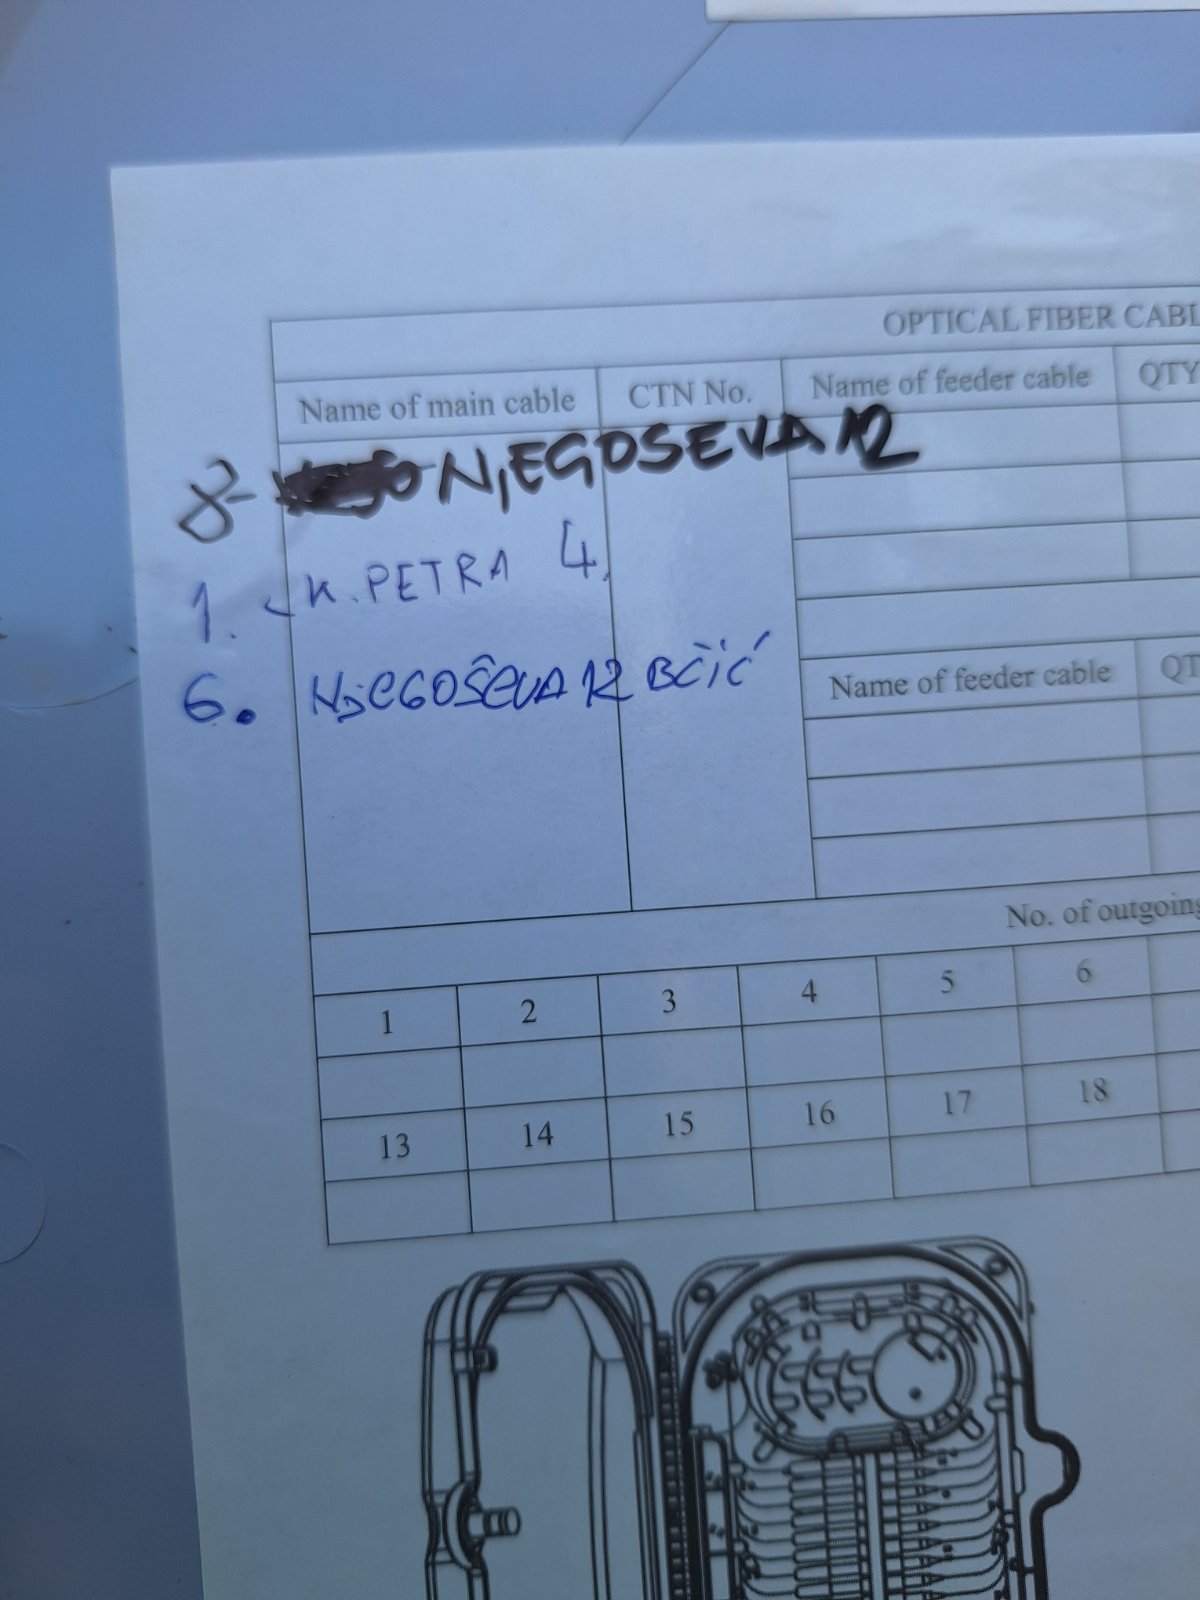 OPTICAL FIBER CABL
Name of main cable CTN No. Name of feeder cable QTY
8- NJEGOSEVA 12
1. K. PETRA 4.
6. NJEGOŠEVA 12 BČIĆ
Name of feeder cable QT
No. of outgoing
1 2 3 4 5 6
13 14 15 16 17 18